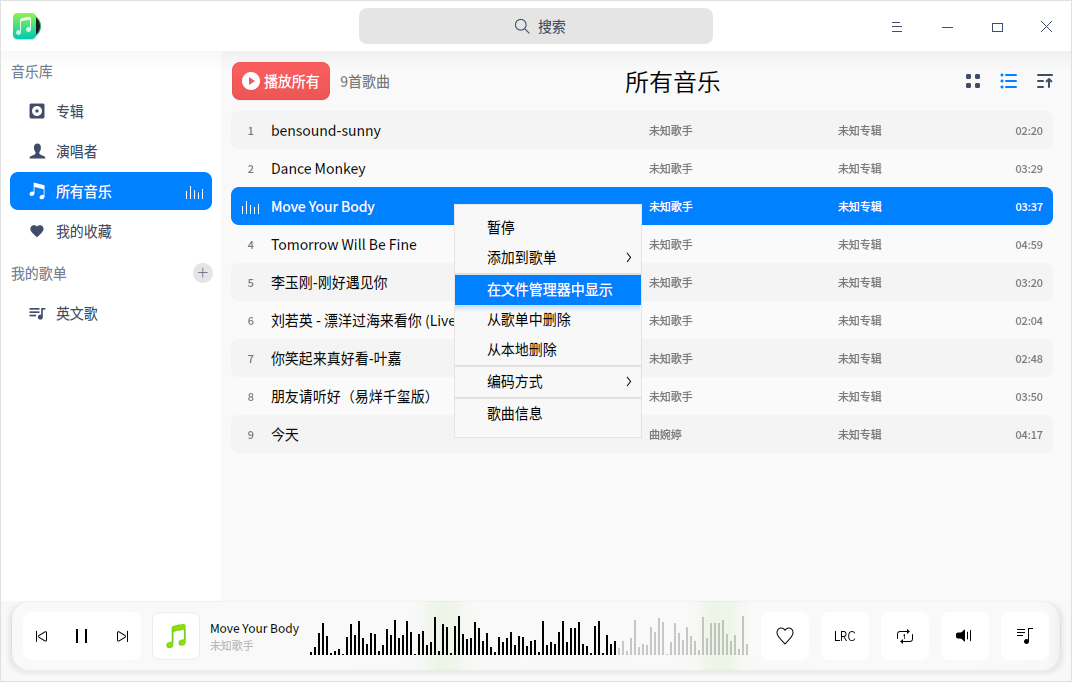 搜索
音乐库
专辑
演唱者
所有音乐
我的收藏
我的歌单
英文歌
播放所有 9首歌曲 所有音乐
1 bensound-sunny 未知歌手 未知专辑 02:20
2 Dance Monkey 未知歌手 未知专辑 03:29
Move Your Body 未知歌手 未知专辑 03:37
4 Tomorrow Will Be Fine 未知歌手 未知专辑 04:59
5 李玉刚-刚好遇见你 未知歌手 未知专辑 03:20
6 刘若英 - 漂洋过海来看你 (Live 未知歌手 未知专辑 02:04
7 你笑起来真好看-叶嘉 未知歌手 未知专辑 02:48
8 朋友请听好（易烊千玺版） 未知歌手 未知专辑 03:50
9 今天 曲婉婷 未知专辑 04:17
暂停
添加到歌单
在文件管理器中显示
从歌单中删除
从本地删除
编码方式
歌曲信息
Move Your Body
未知歌手
LRC